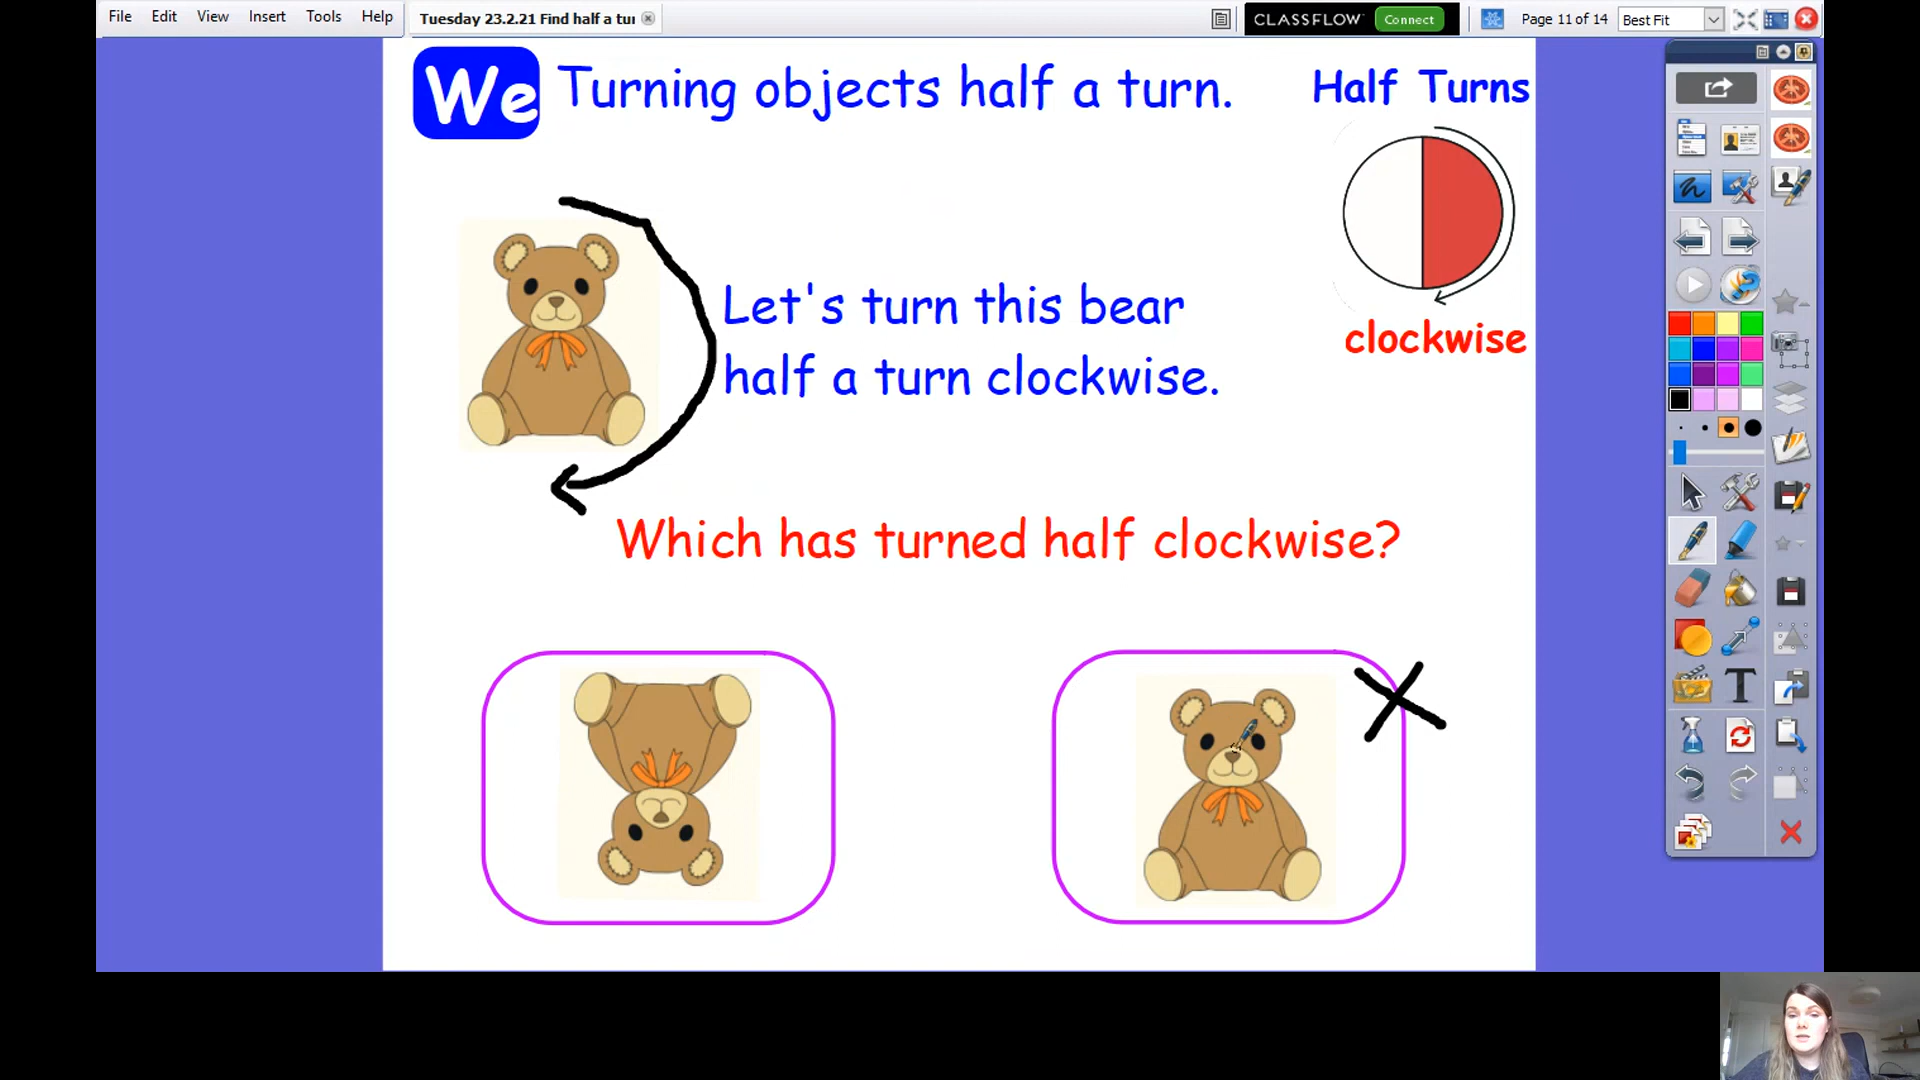 File Edit View Insert Tools Help
Tuesday 23.2.21 Find half a tu
CLASSFLOW Connect
Page 11 of 14
Best Fit
We Turning objects half a turn.
Half Turns
clockwise
Let's turn this bear
half a turn clockwise.
Which has turned half clockwise?
T